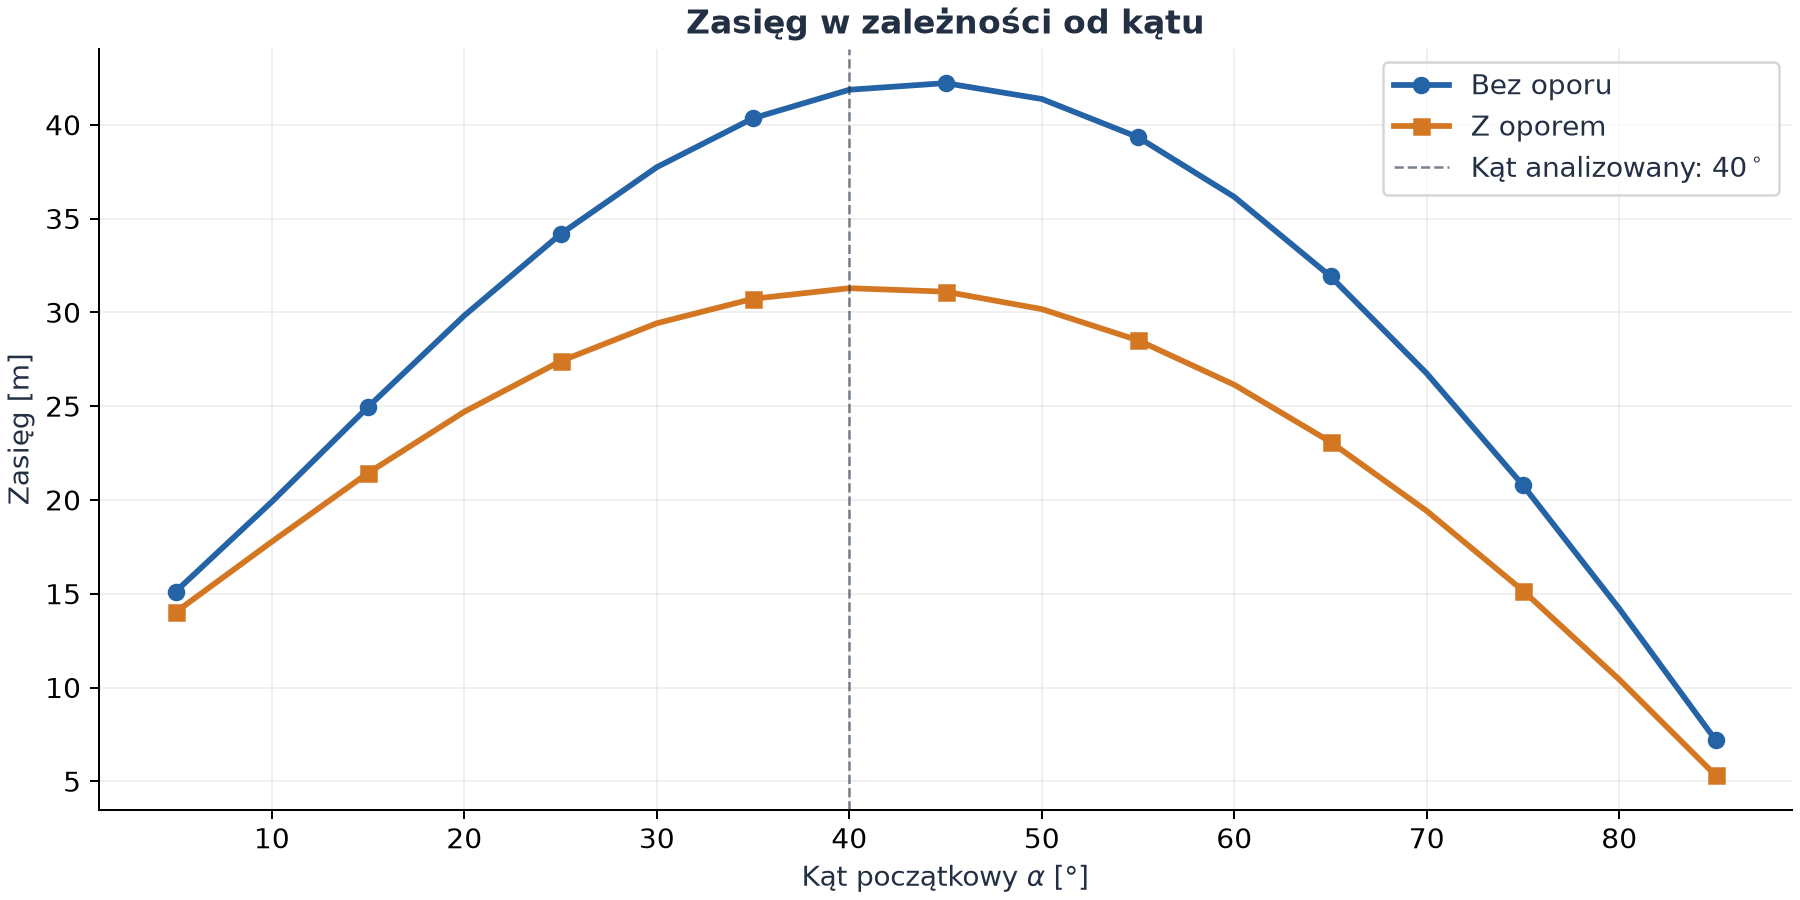 Zasięg w zależności od kątu
Bez oporu
Z oporem
Kąt analizowany: 40°
Zasięg [m]
40
35
30
25
20
15
10
5
10 20 30 40 50 60 70 80
Kąt początkowy α [°]